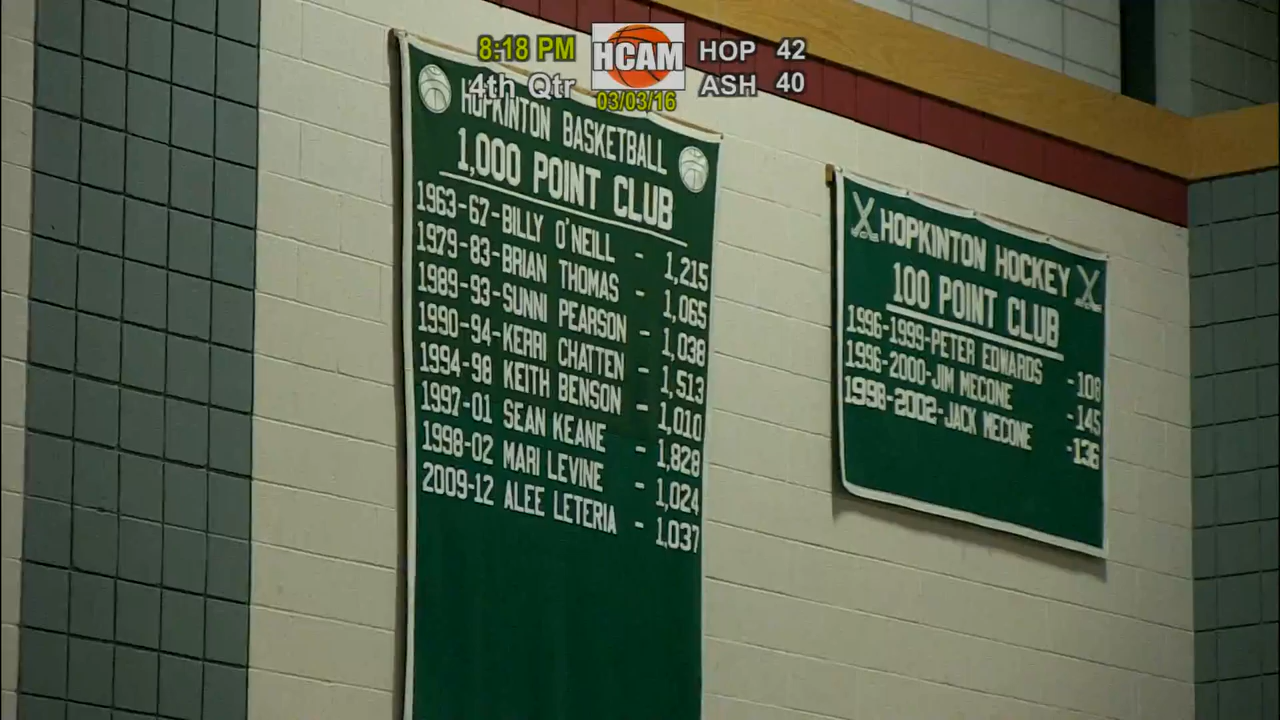 8:18 PM HCAM HOP 42
4th Qtr ASH 40
03/03/16
HOPKINTON BASKETBALL
1,000 POINT CLUB
1963-67-BILLY O'NEILL - 1,215
1979-83-BRIAN THOMAS - 1,065
1989-93-SUNNI PEARSON - 1,038
1990-94-KERRI CHATTEN - 1,513
1994-98 KEITH BENSON - 1,010
1997-01 SEAN KEANE - 1,828
1998-02 MARI LEVINE - 1,024
2009-12 ALEE LETERIA - 1,037
HOPKINTON HOCKEY
100 POINT CLUB
1996-1999-PETER EDWARDS -108
1996-2000-JIM MECONE -145
1998-2002-JACK MECONE -136